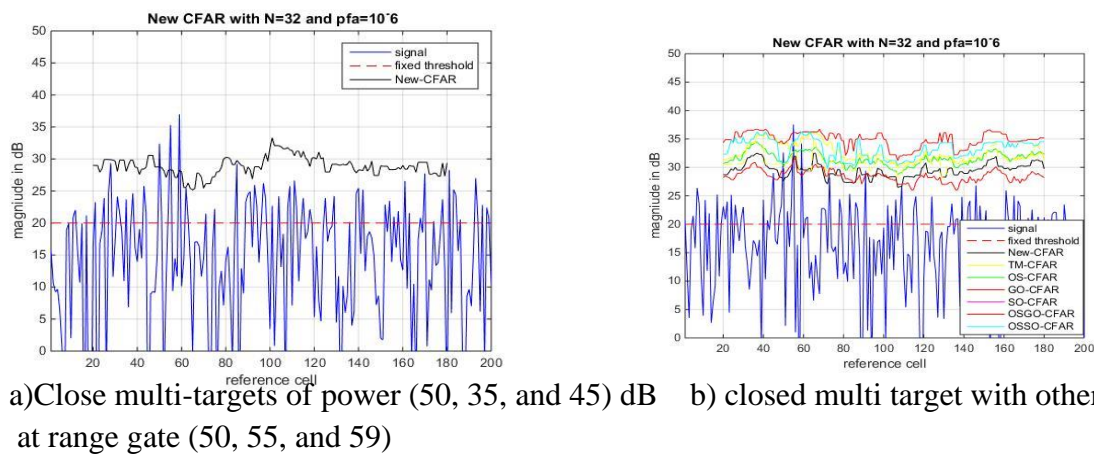 New CFAR with N=32 and pfa=10-6
50
45
40
35
30
25
20
15
10
5
0
magniude in dB
signal
fixed threshold
New-CFAR
20 40 60 80 100 120 140 160 180 200
reference cell
New CFAR with N=32 and pfa=10-6
50
45
40
35
30
25
20
15
10
5
0
magniude in dB
signal
fixed threshold
New-CFAR
TM-CFAR
OS-CFAR
GO-CFAR
SO-CFAR
OSGO-CFAR
OSSO-CFAR
20 40 60 80 100 120 140 160 180 200
reference cell
a)Close multi-targets of power (50, 35, and 45) dB b) closed multi target with other
at range gate (50, 55, and 59)